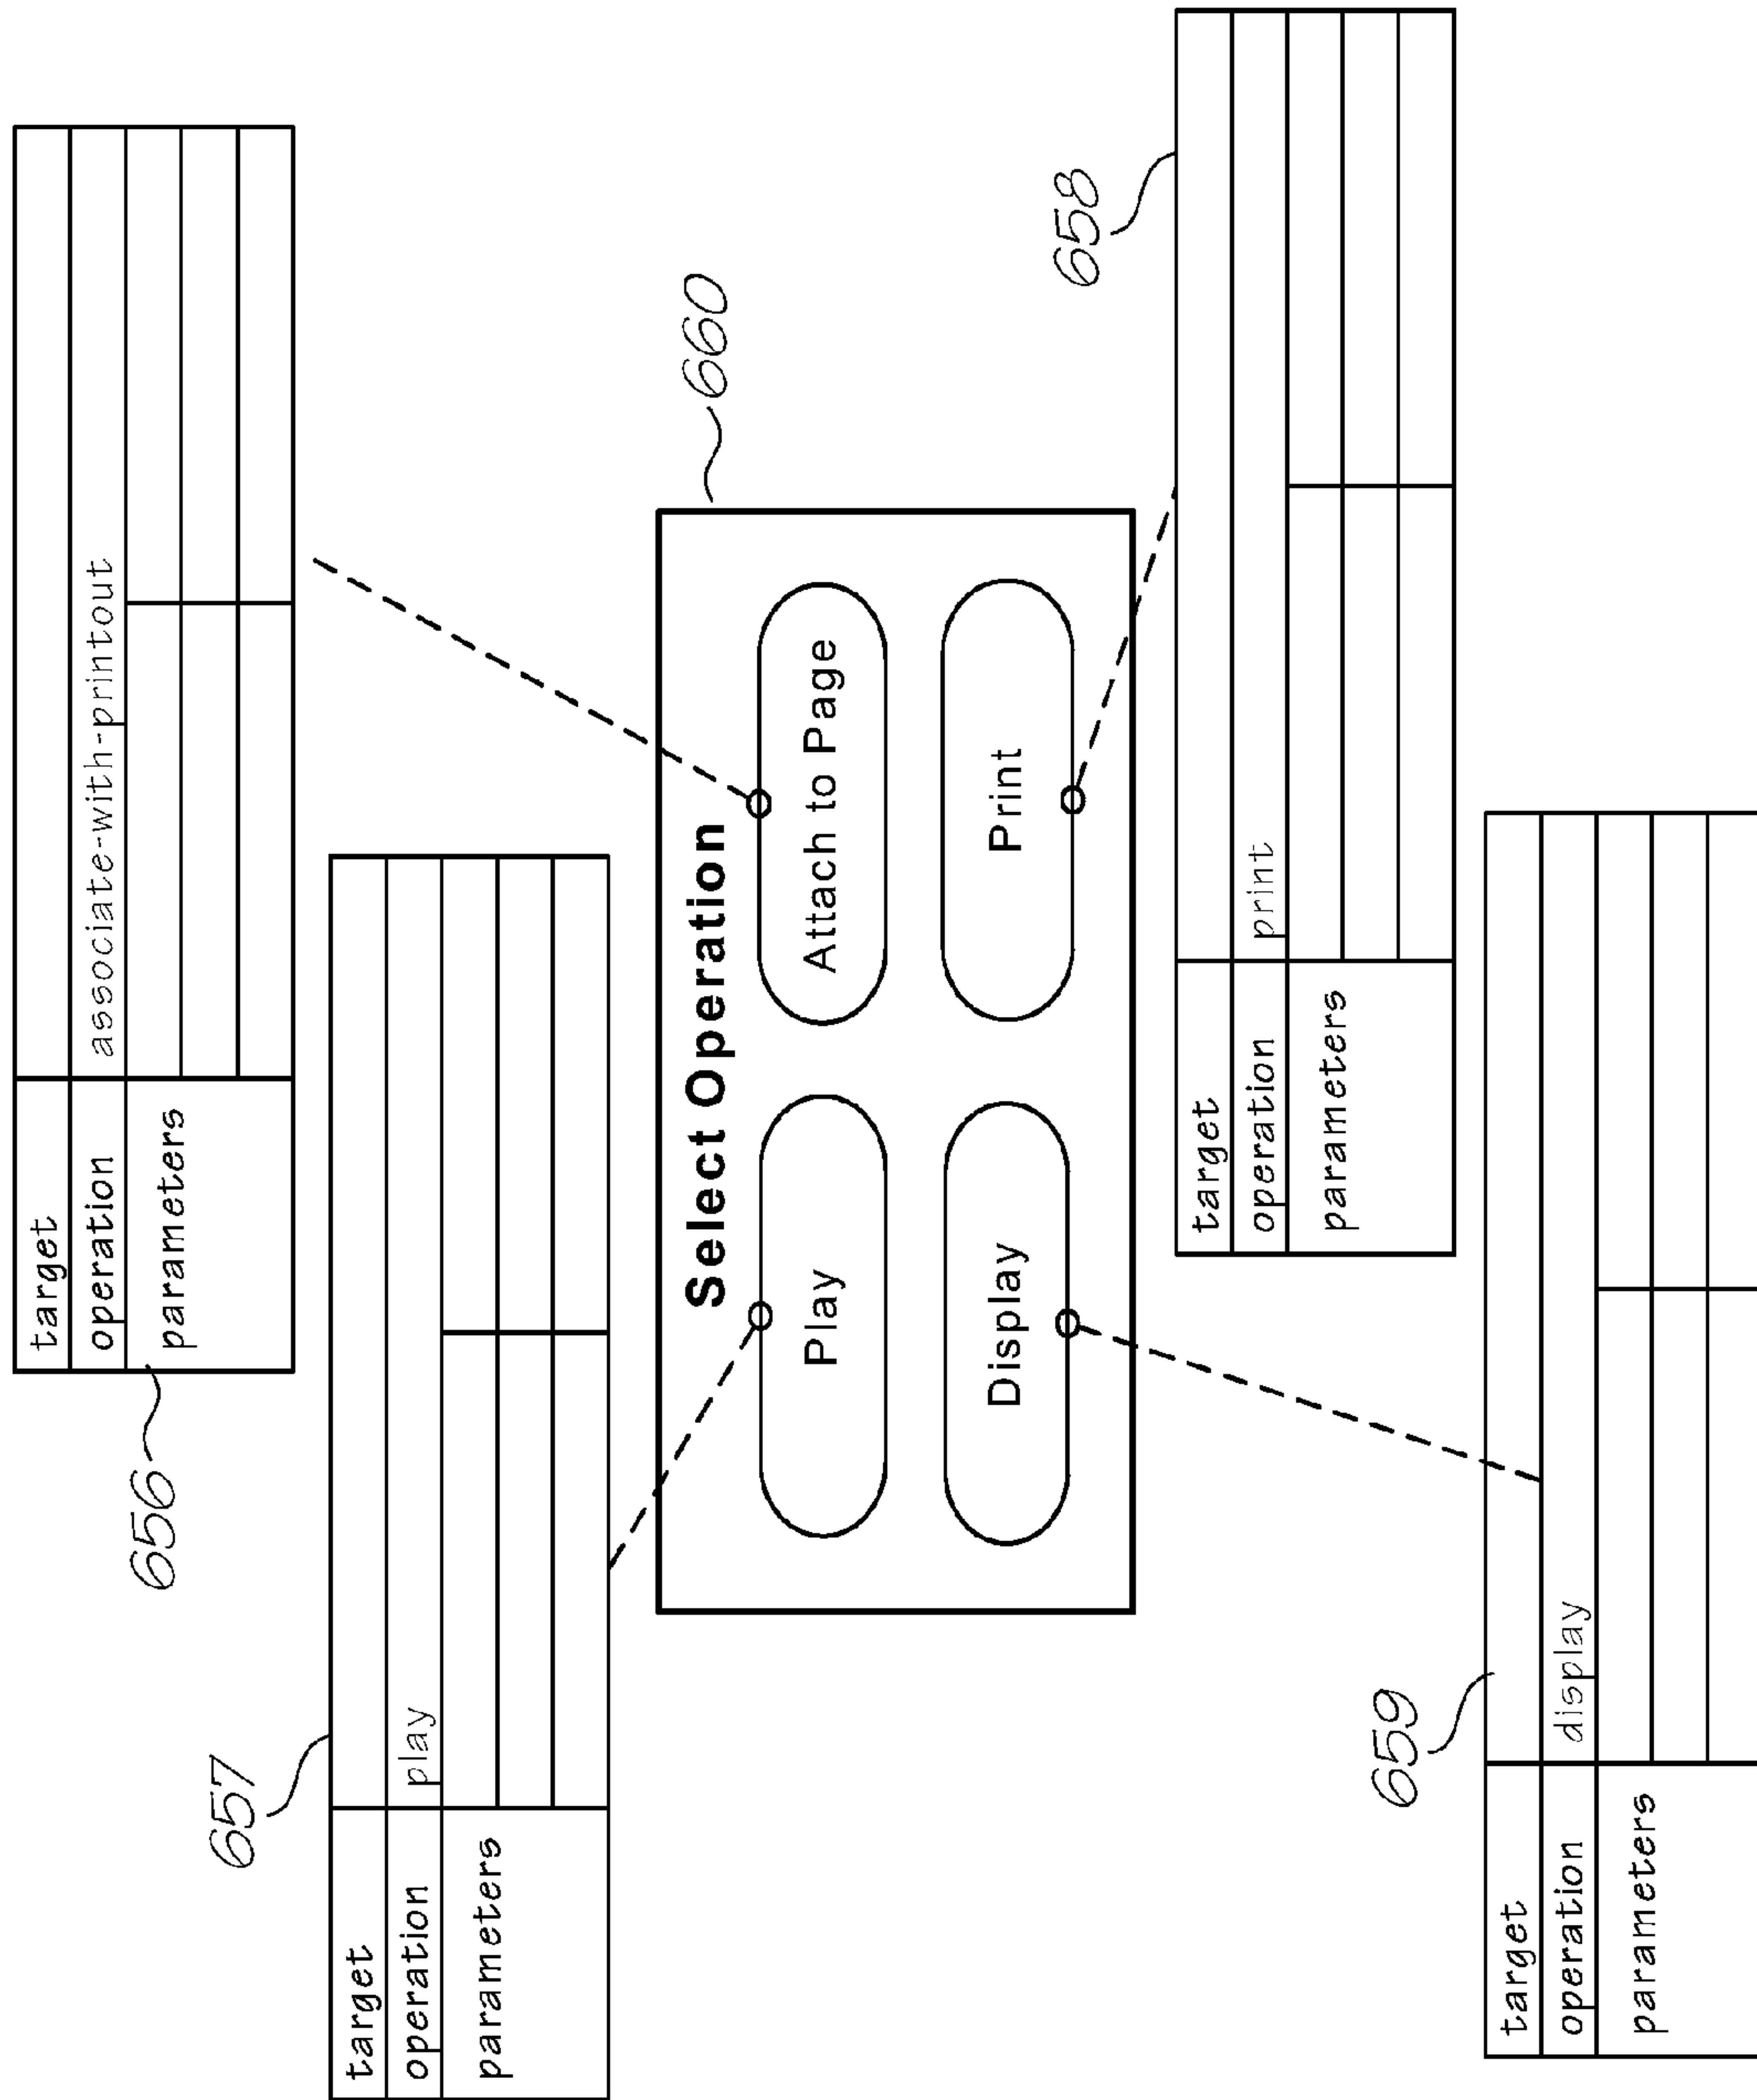 target
operation associate-with-printout
parameters
656
657
target
operation play
parameters
660
Select Operation
Play Attach to Page
Display Print
658
target
operation print
parameters
659
target
operation display
parameters